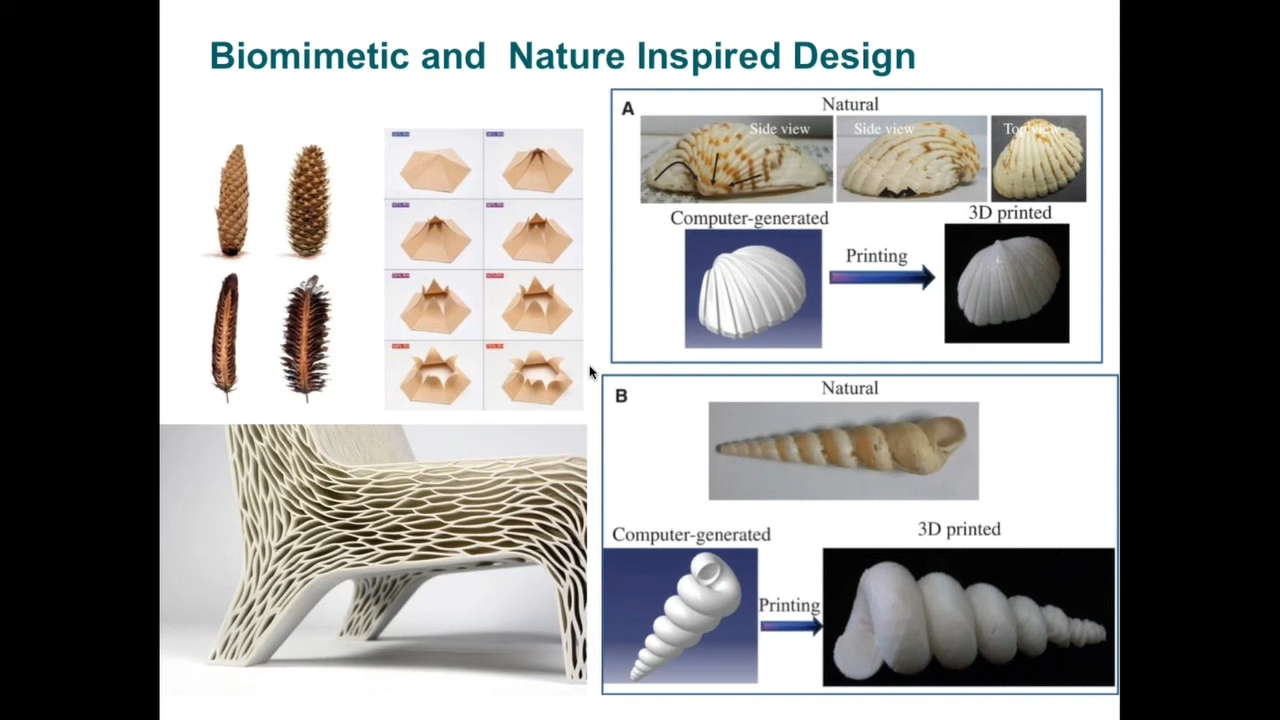 Biomimetic and Nature Inspired Design
A
Natural
Side view
Side view
Top view
Computer-generated
3D printed
Printing
B
Natural
Computer-generated
3D printed
Printing